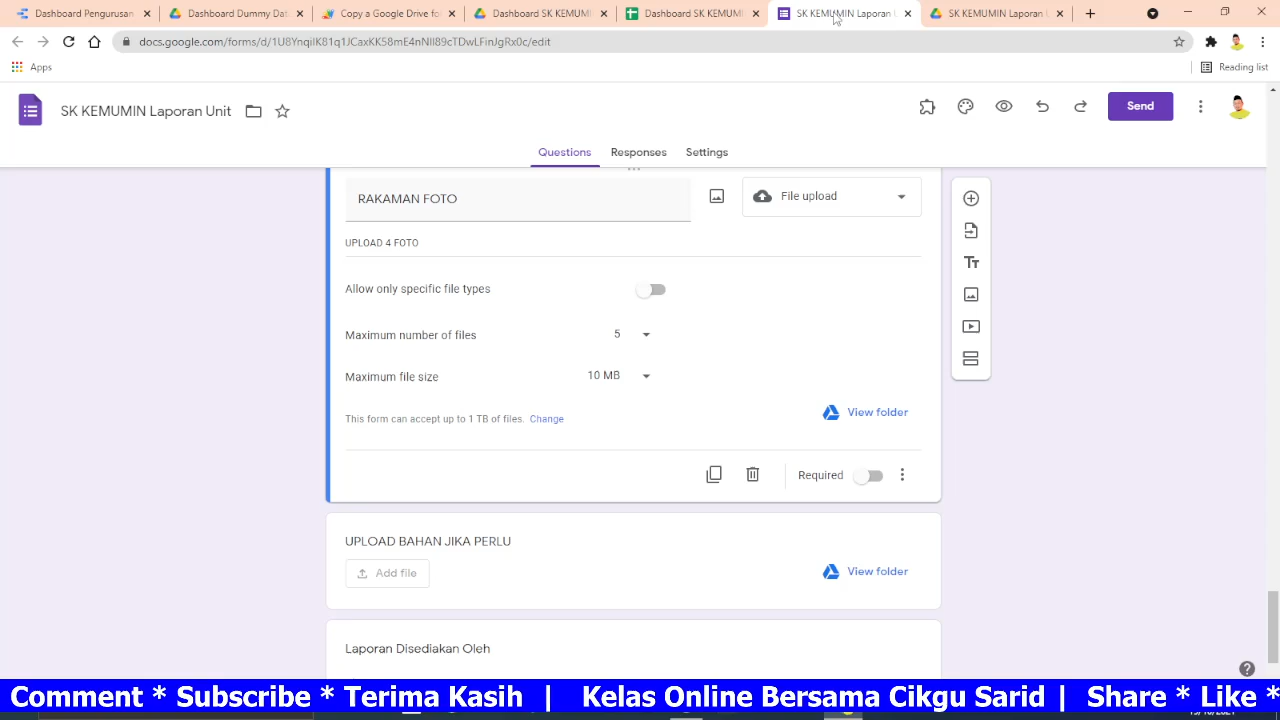 Dashboard Pengurusan
Dashboard Dummy Dat
Copy of Google Drive fo
Dashboard SK KEMUMI
Dashboard SK KEMUMI
SK KEMUMIN Laporan U
SK KEMUMIN Laporan U
docs.google.com/forms/d/1U8YnqiIK81q1JCaxKK58mE4nNIl89cTDwLFinJgRx0c/edit
Apps
Reading list
SK KEMUMIN Laporan Unit
Send
Questions
Responses
Settings
RAKAMAN FOTO
File upload
UPLOAD 4 FOTO
Allow only specific file types
Maximum number of files
5
Maximum file size
10 MB
This form can accept up to 1 TB of files. Change
View folder
Required
UPLOAD BAHAN JIKA PERLU
Add file
View folder
Laporan Disediakan Oleh
Comment * Subscribe * Terima Kasih | Kelas Online Bersama Cikgu Sarid | Share * Like *